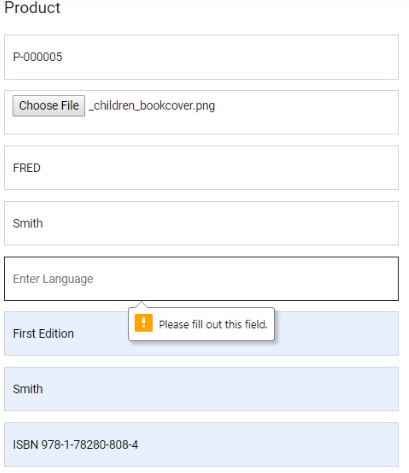 Product
P-000005
Choose File _children_bookcover.png
FRED
Smith
Enter Language
Please fill out this field.
First Edition
Smith
ISBN 978-1-78280-808-4